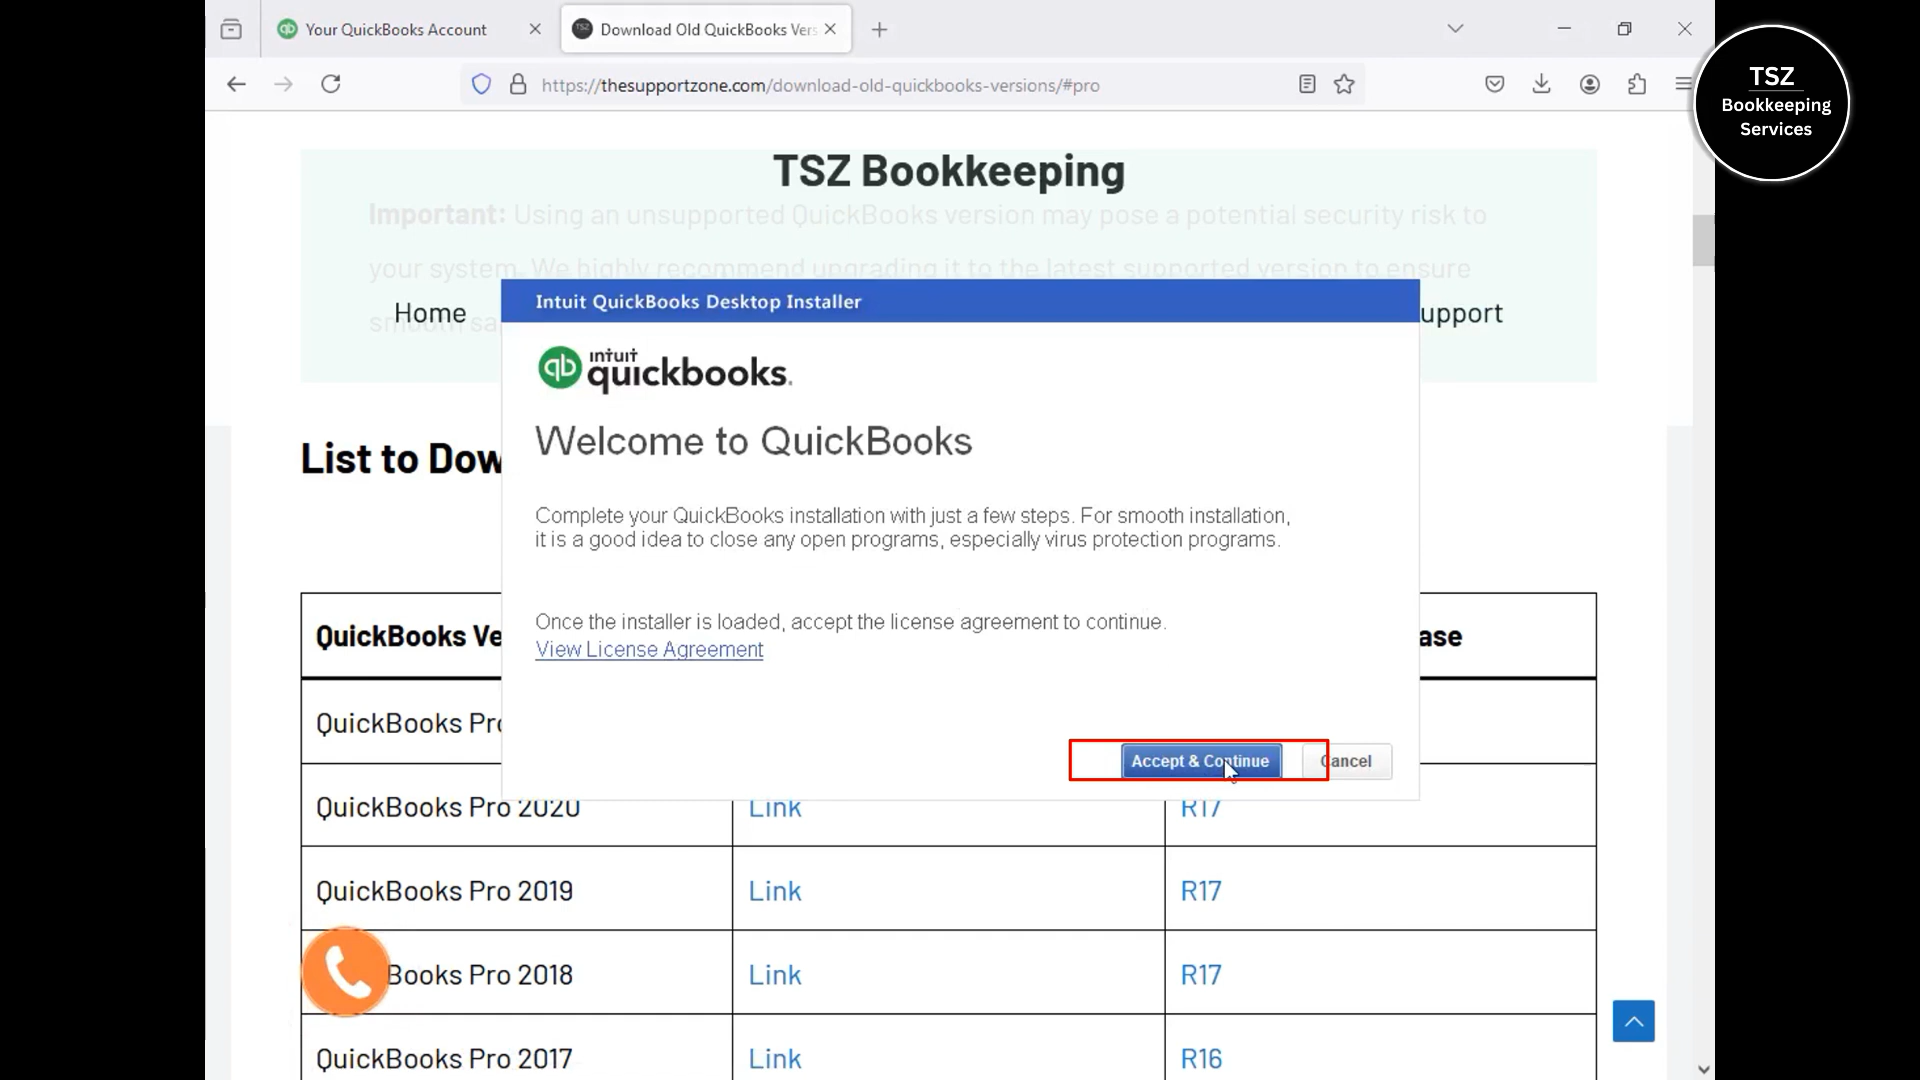 Your QuickBooks Account
Download Old QuickBooks Vers
https://thesupportzone.com/download-old-quickbooks-versions/#pro
TSZ
Bookkeeping
Services
TSZ Bookkeeping
Important: Using an unsupported QuickBooks version may pose a potential security risk to
your system. We highly recommend upgrading it to the latest supported version to ensure
smooth sa
Home
upport
Intuit QuickBooks Desktop Installer
qb intuit
quickbooks.
Welcome to QuickBooks
Complete your QuickBooks installation with just a few steps. For smooth installation,
it is a good idea to close any open programs, especially virus protection programs.
Once the installer is loaded, accept the license agreement to continue.
View License Agreement
Accept & Continue
Cancel
List to Dow
QuickBooks Ve
ase
QuickBooks Pro
QuickBooks Pro 2020 Link R17
QuickBooks Pro 2019 Link R17
Books Pro 2018 Link R17
QuickBooks Pro 2017 Link R16